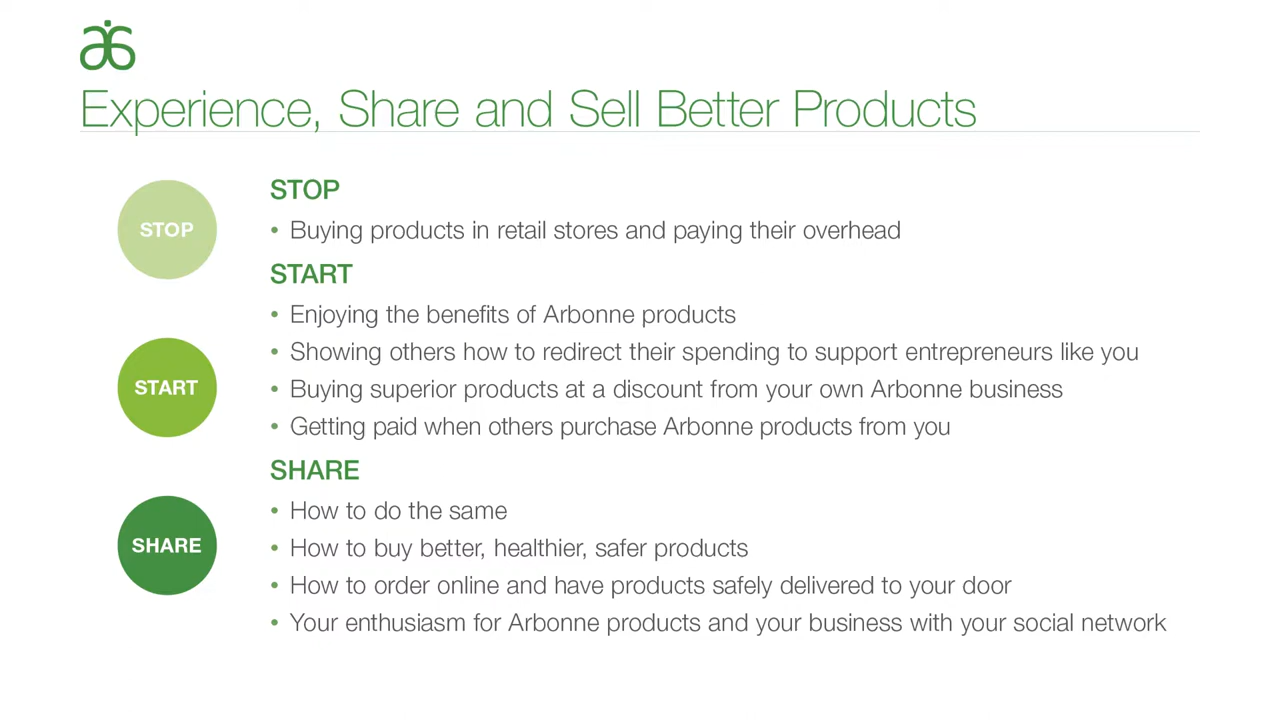 Experience, Share and Sell Better Products
STOP
STOP
• Buying products in retail stores and paying their overhead
START
START
• Enjoying the benefits of Arbonne products
• Showing others how to redirect their spending to support entrepreneurs like you
• Buying superior products at a discount from your own Arbonne business
• Getting paid when others purchase Arbonne products from you
SHARE
SHARE
• How to do the same
• How to buy better, healthier, safer products
• How to order online and have products safely delivered to your door
• Your enthusiasm for Arbonne products and your business with your social network